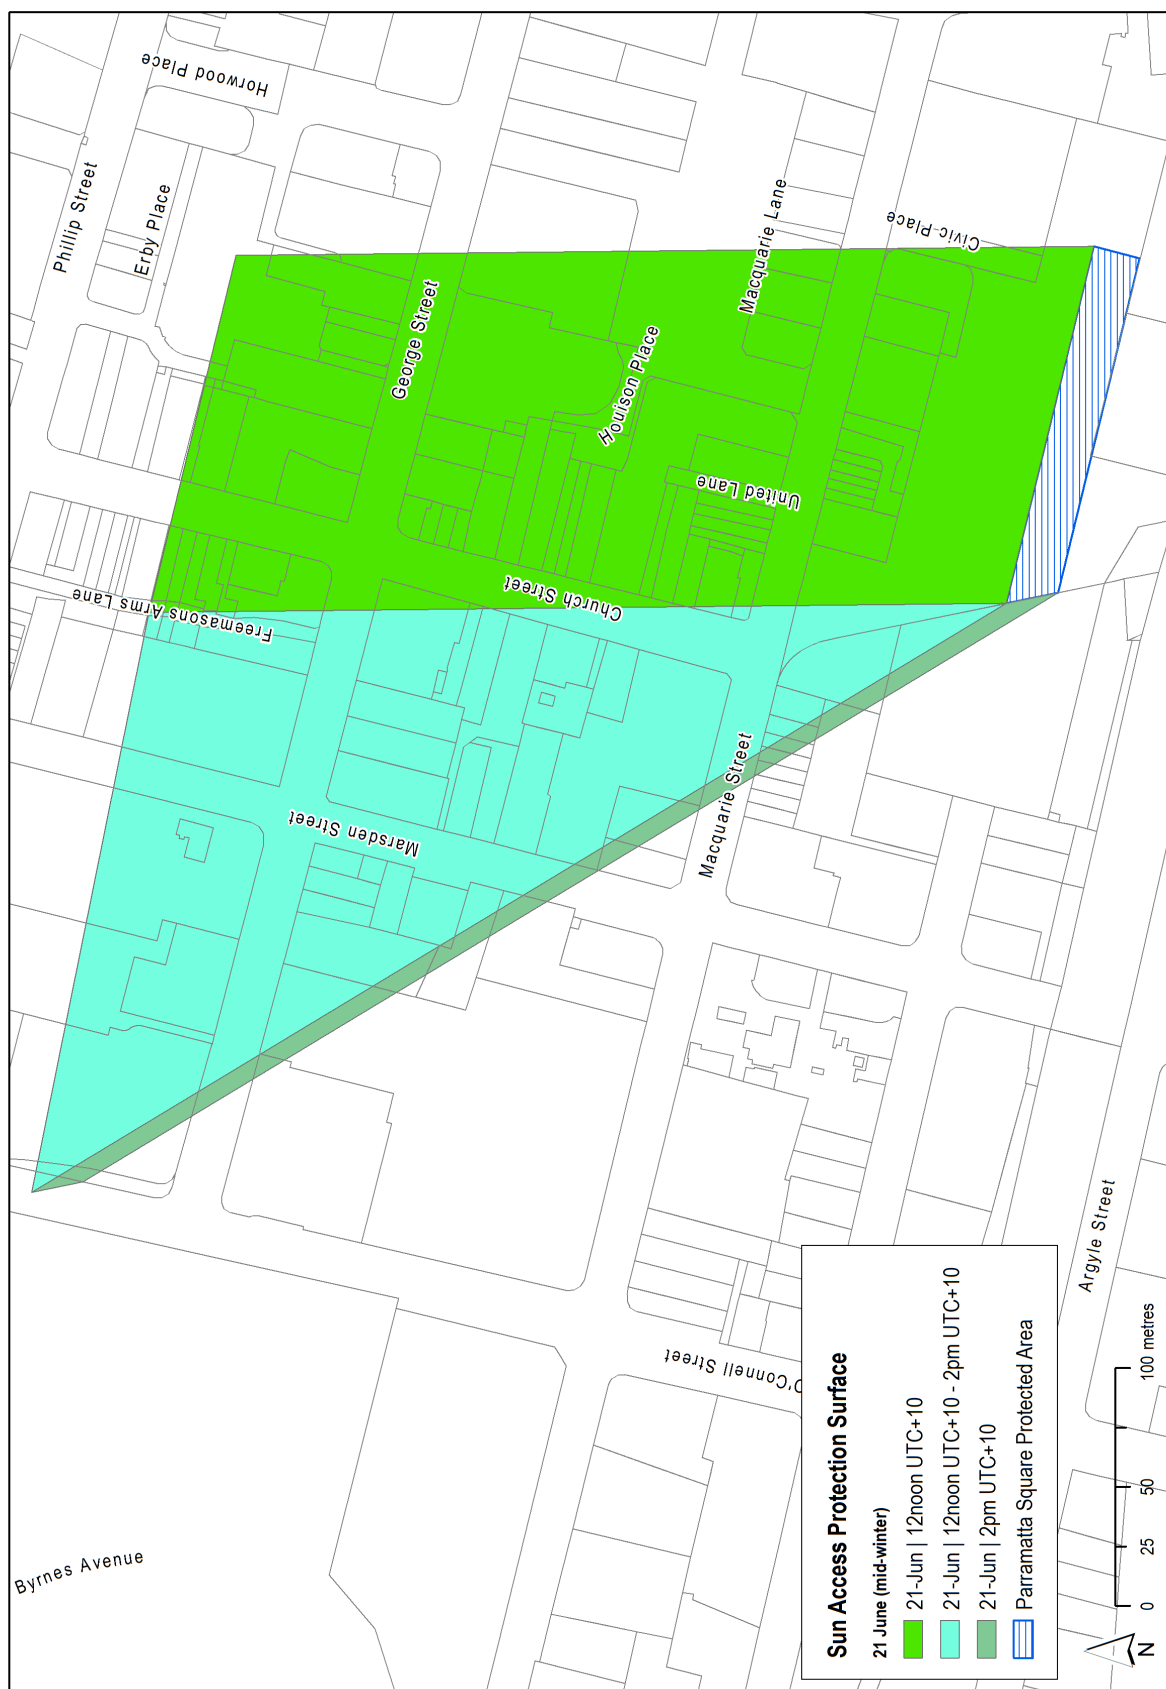 Horwood Place
Phillip Street
Erby Place
Civic Place
Macquarie Lane
George Street
Houison Place
United Lane
Church Street
Freemasons Arms Lane
Marsden Street
Macquarie Street
Argyle Street
O'Connell Street
Byrnes Avenue
Sun Access Protection Surface
21 June (mid-winter)
21-Jun | 12noon UTC+10
21-Jun | 12noon UTC+10 - 2pm UTC+10
21-Jun | 2pm UTC+10
Parramatta Square Protected Area
N
0 25 50 100 metres